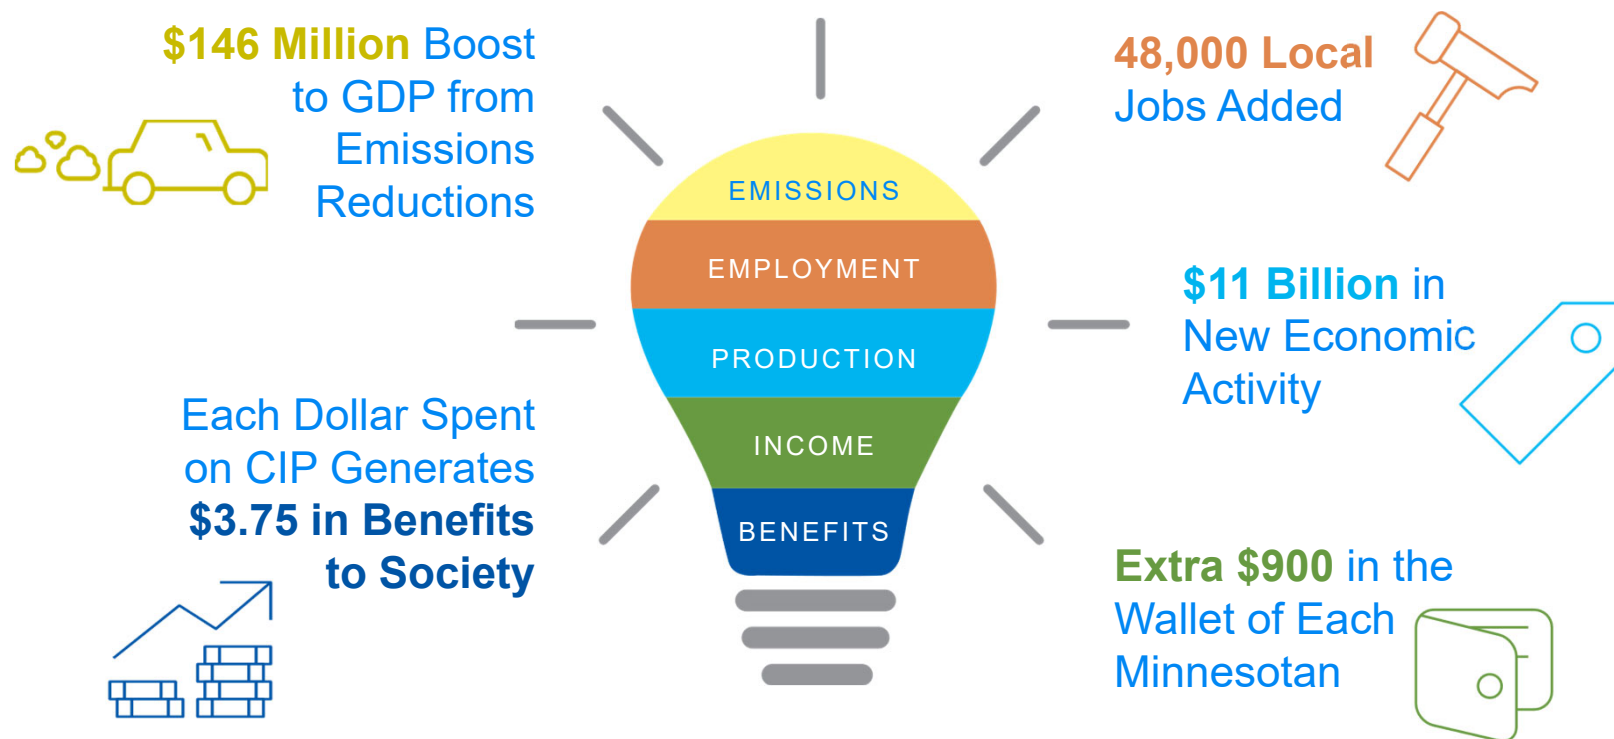 $146 Million Boost
to GDP from
Emissions
Reductions
Each Dollar Spent
on CIP Generates
$3.75 in Benefits
to Society
EMISSIONS
EMPLOYMENT
PRODUCTION
INCOME
BENEFITS
48,000 Local
Jobs Added
$11 Billion in
New Economic
Activity
Extra $900 in the
Wallet of Each
Minnesotan